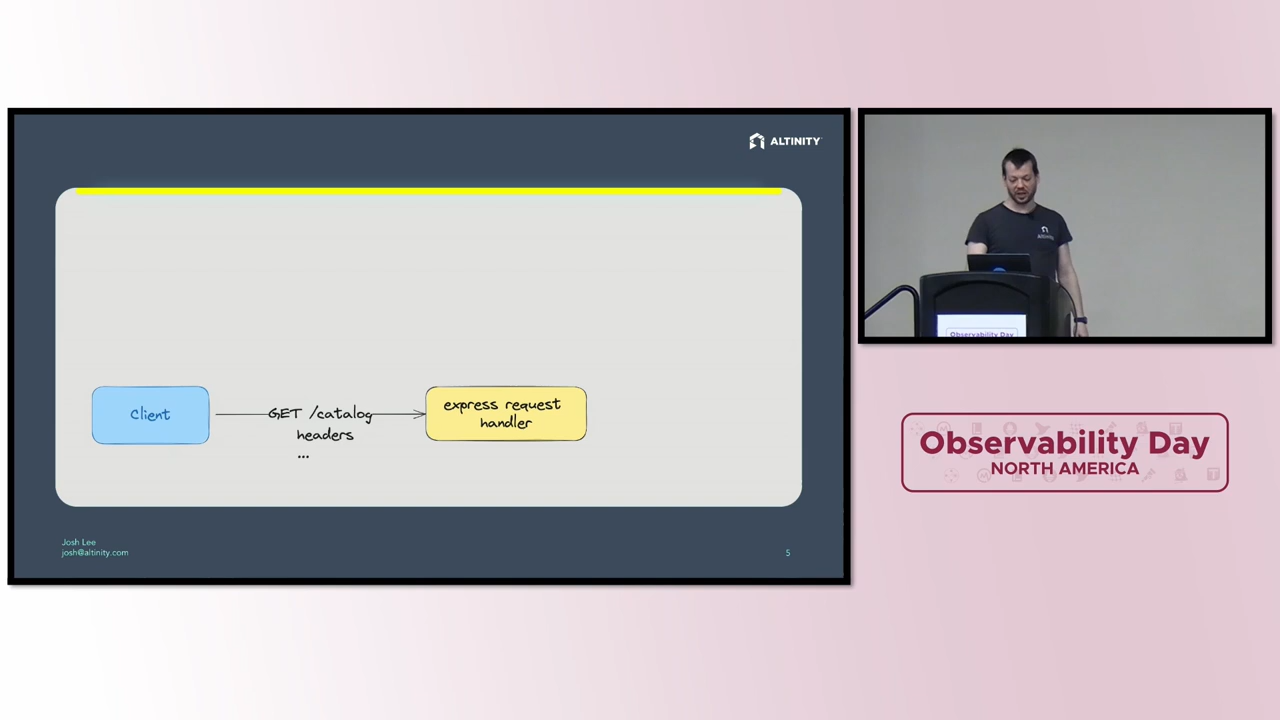 ALTINITY
Client
GET /catalog
headers
...
express request
handler
Josh Lee
josh@altinity.com
5
Altinity
Observability Day
Observability Day
NORTH AMERICA